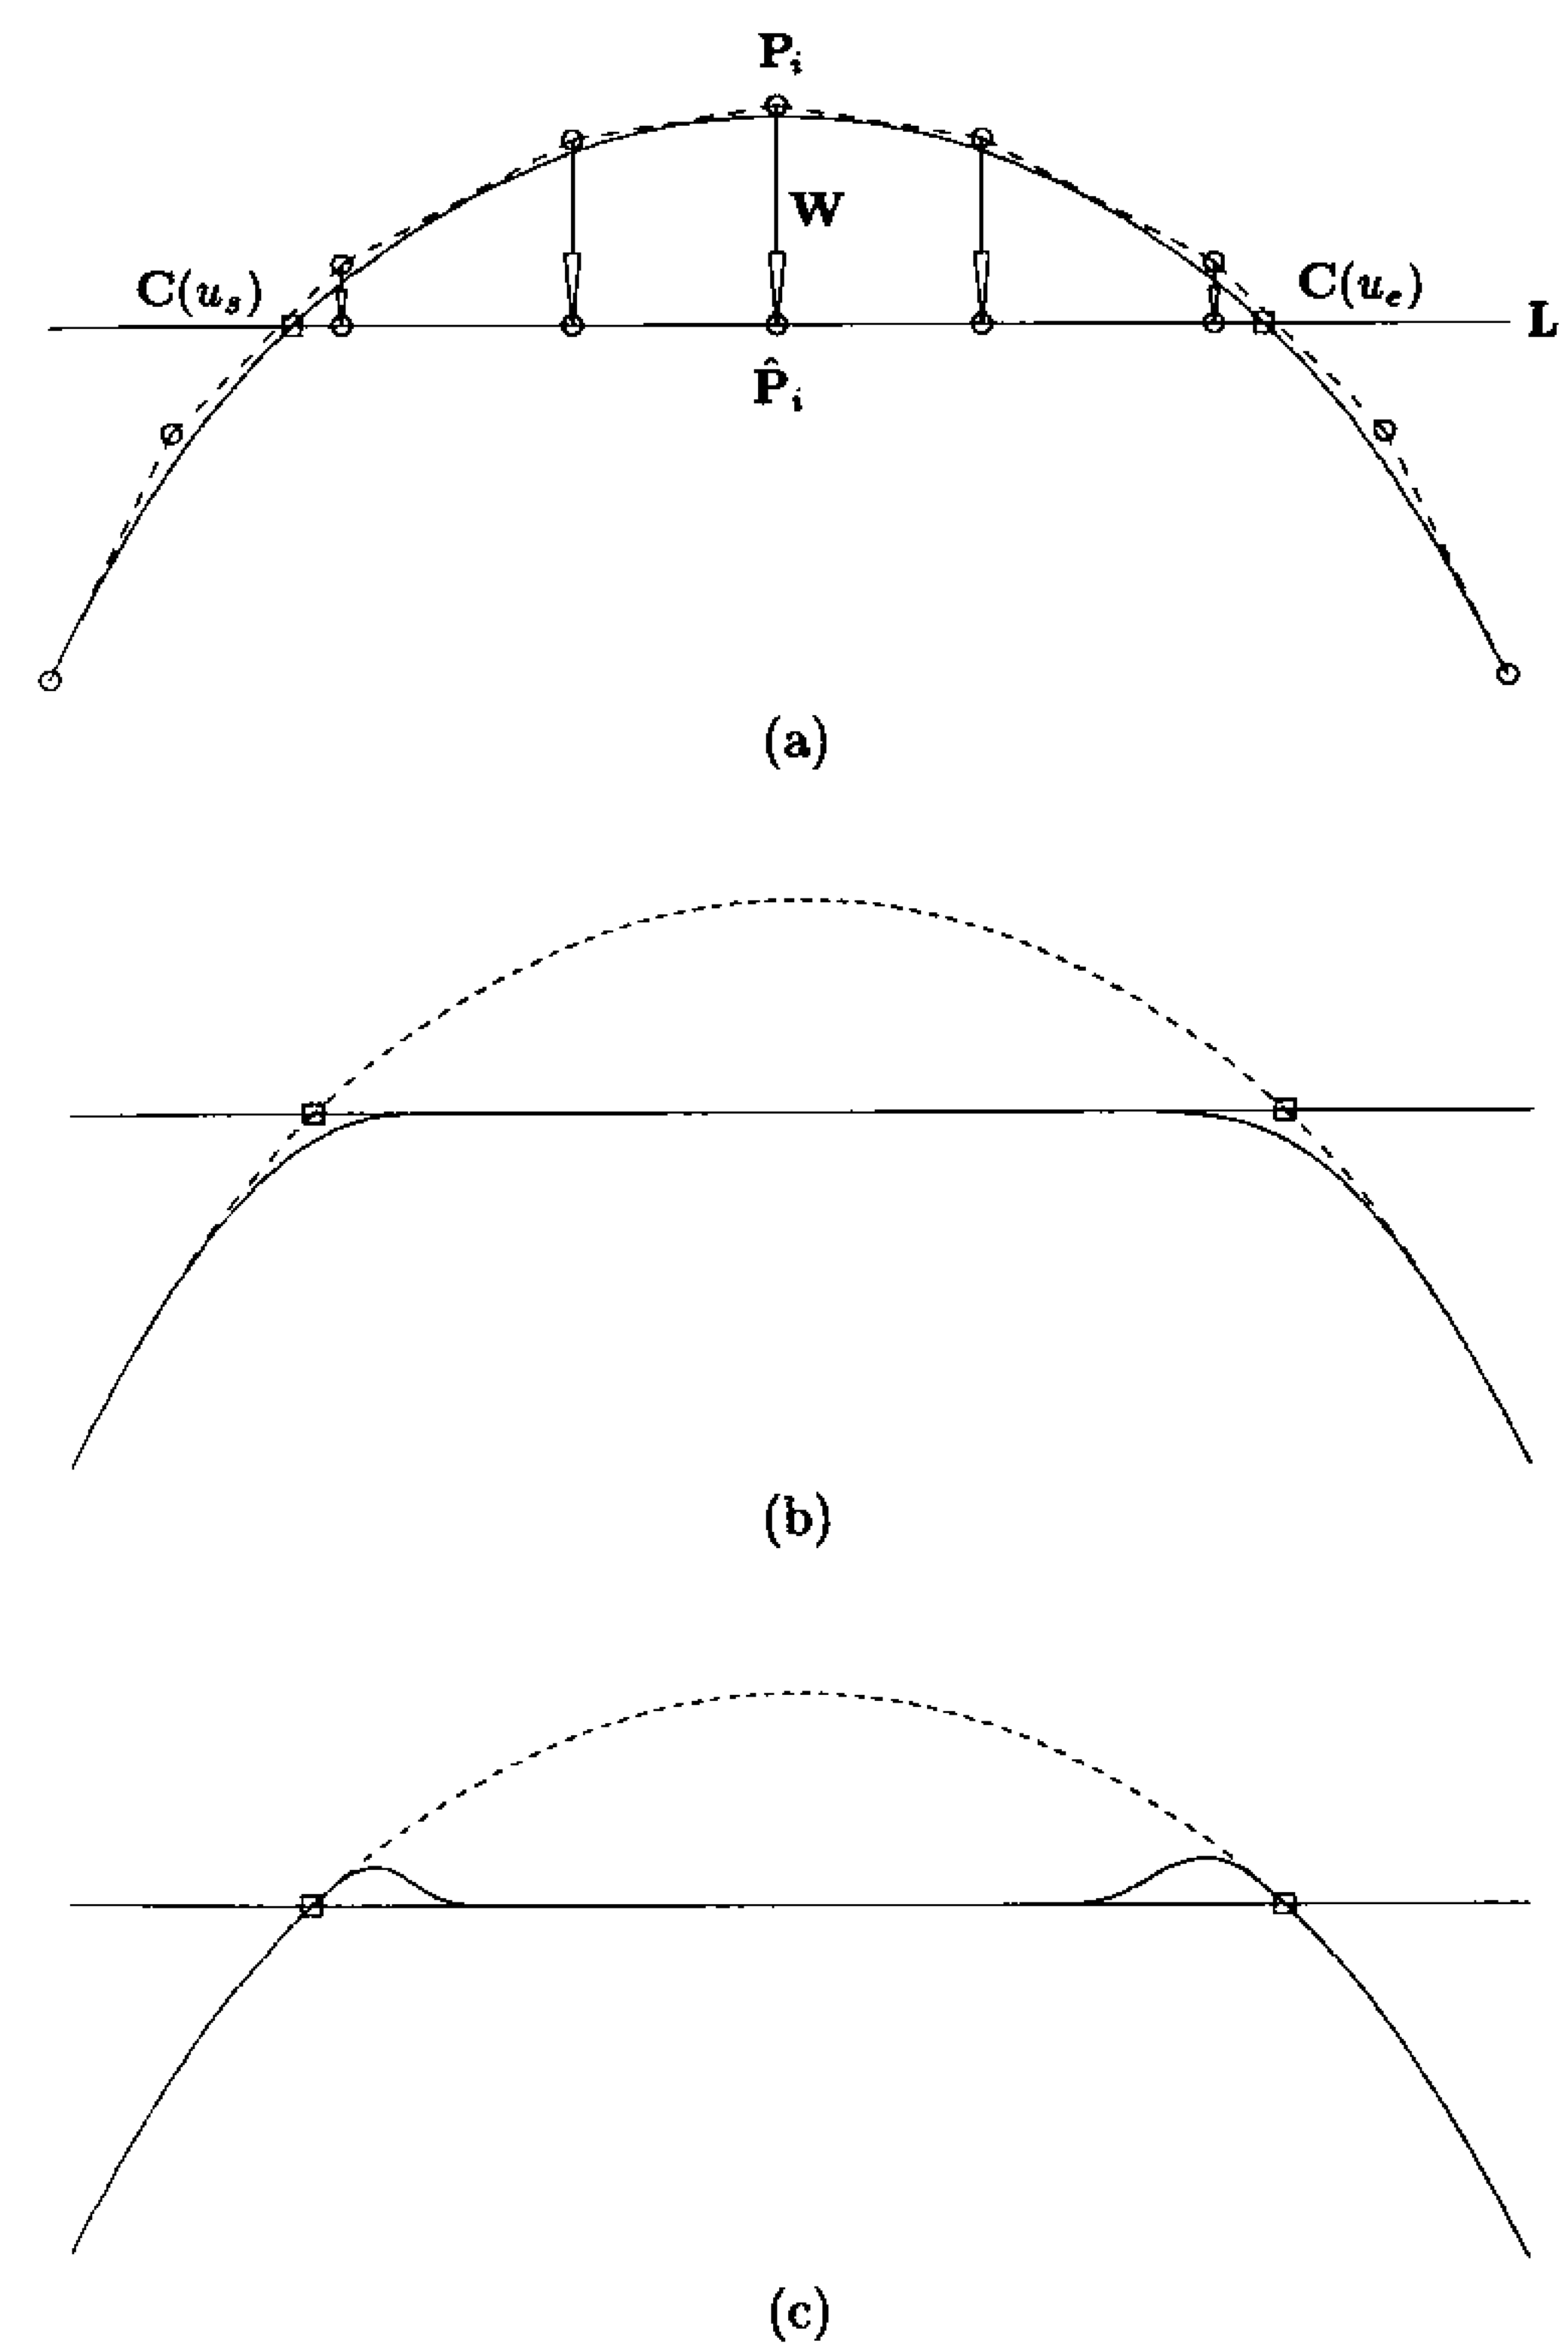 P_i
W
C(u_s)
C(u_e)
L
P̂_i
(a)
(b)
(c)